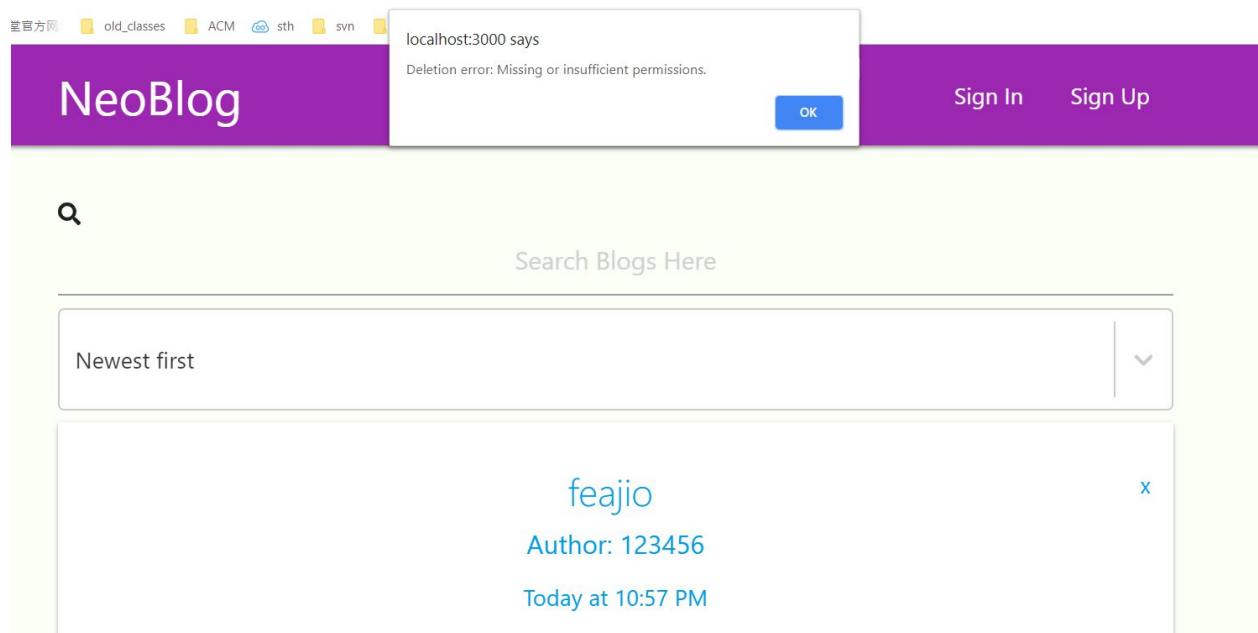 堂官方网 old_classes ACM sth svn
localhost:3000 says
Deletion error: Missing or insufficient permissions.
OK
NeoBlog Sign In Sign Up
Search Blogs Here
Newest first
feajio x
Author: 123456
Today at 10:57 PM